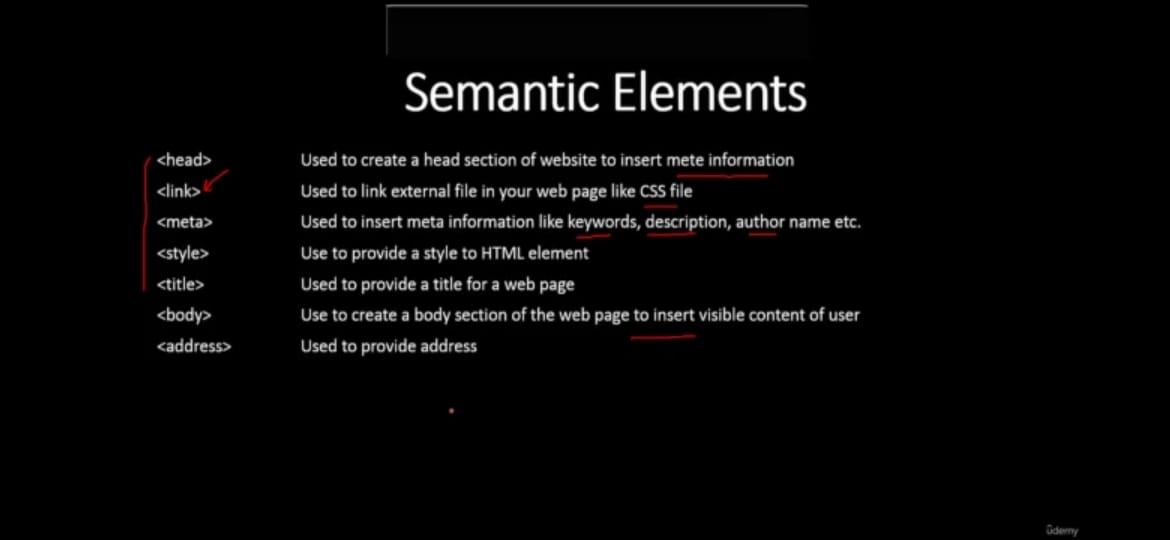 Semantic Elements
<head> Used to create a head section of website to insert mete information
<link> Used to link external file in your web page like CSS file
<meta> Used to insert meta information like keywords, description, author name etc.
<style> Use to provide a style to HTML element
<title> Used to provide a title for a web page
<body> Use to create a body section of the web page to insert visible content of user
<address> Used to provide address
ûdemy